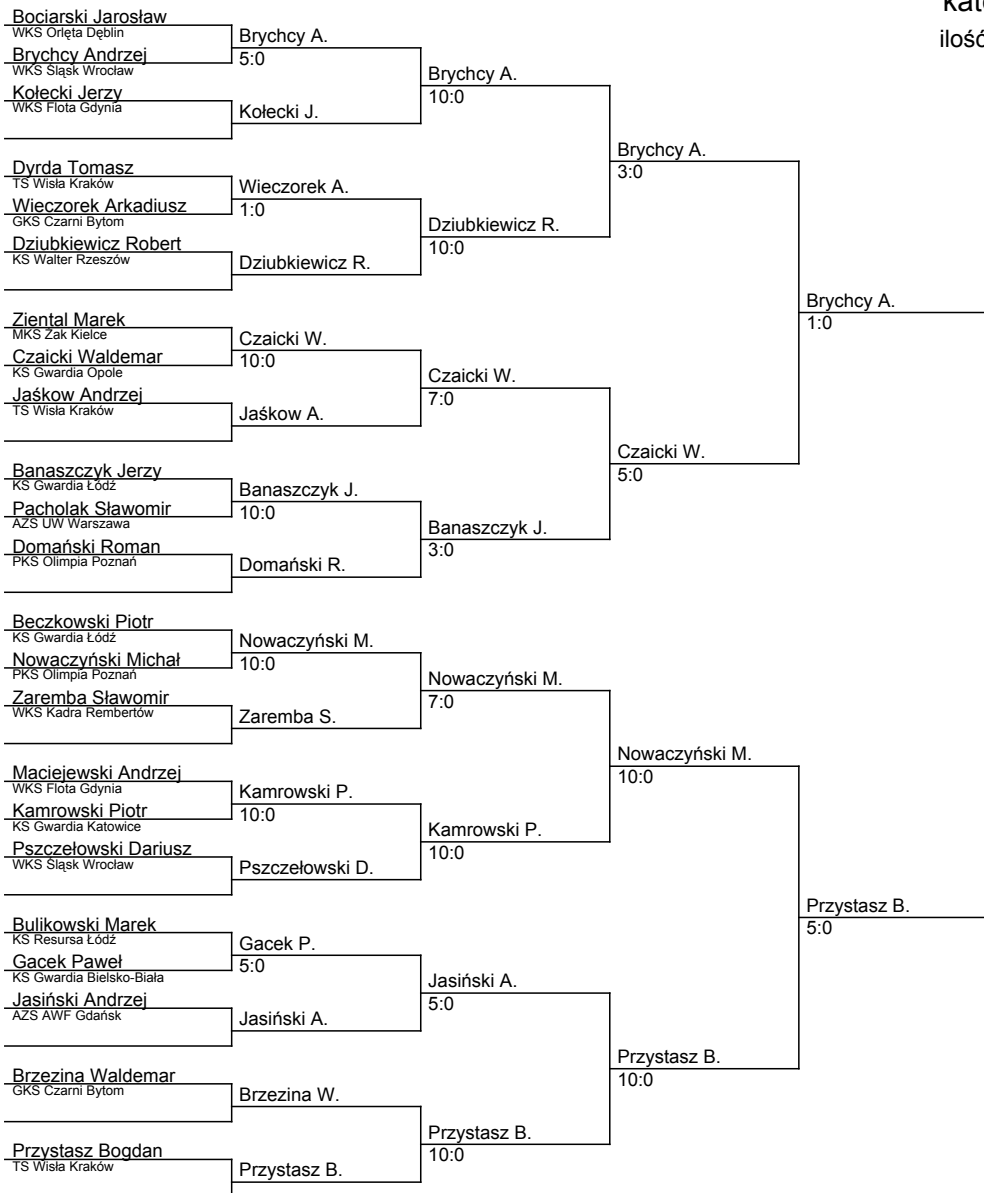 kat
ilość
Bociarski Jarosław
WKS Orlęta Dęblin
Brychcy A.
5:0
Brychcy Andrzej
WKS Śląsk Wrocław
Brychcy A.
10:0
Kołecki Jerzy
WKS Flota Gdynia
Kołecki J.
Brychcy A.
3:0
Dyrda Tomasz
TS Wisła Kraków
Wieczorek A.
1:0
Wieczorek Arkadiusz
GKS Czarni Bytom
Dziubkiewicz R.
10:0
Dziubkiewicz Robert
KS Walter Rzeszów
Dziubkiewicz R.
Brychcy A.
1:0
Ziental Marek
MKS Żak Kielce
Czaicki W.
10:0
Czaicki Waldemar
KS Gwardia Opole
Czaicki W.
7:0
Jaśkow Andrzej
TS Wisła Kraków
Jaśkow A.
Czaicki W.
5:0
Banaszczyk Jerzy
KS Gwardia Łódź
Banaszczyk J.
10:0
Pacholak Sławomir
AZS UW Warszawa
Banaszczyk J.
3:0
Domański Roman
PKS Olimpia Poznań
Domański R.
Beczkowski Piotr
KS Gwardia Łódź
Nowaczyński M.
10:0
Nowaczyński Michał
PKS Olimpia Poznań
Nowaczyński M.
7:0
Zaremba Sławomir
WKS Kadra Rembertów
Zaremba S.
Nowaczyński M.
10:0
Maciejewski Andrzej
WKS Flota Gdynia
Kamrowski P.
10:0
Kamrowski Piotr
KS Gwardia Katowice
Kamrowski P.
10:0
Pszczełowski Dariusz
WKS Śląsk Wrocław
Pszczełowski D.
Przystasz B.
5:0
Bulikowski Marek
KS Resursa Łódź
Gacek P.
5:0
Gacek Paweł
KS Gwardia Bielsko-Biała
Jasiński A.
5:0
Jasiński Andrzej
AZS AWF Gdańsk
Jasiński A.
Przystasz B.
10:0
Brzezina Waldemar
GKS Czarni Bytom
Brzezina W.
Przystasz B.
10:0
Przystasz Bogdan
TS Wisła Kraków
Przystasz B.